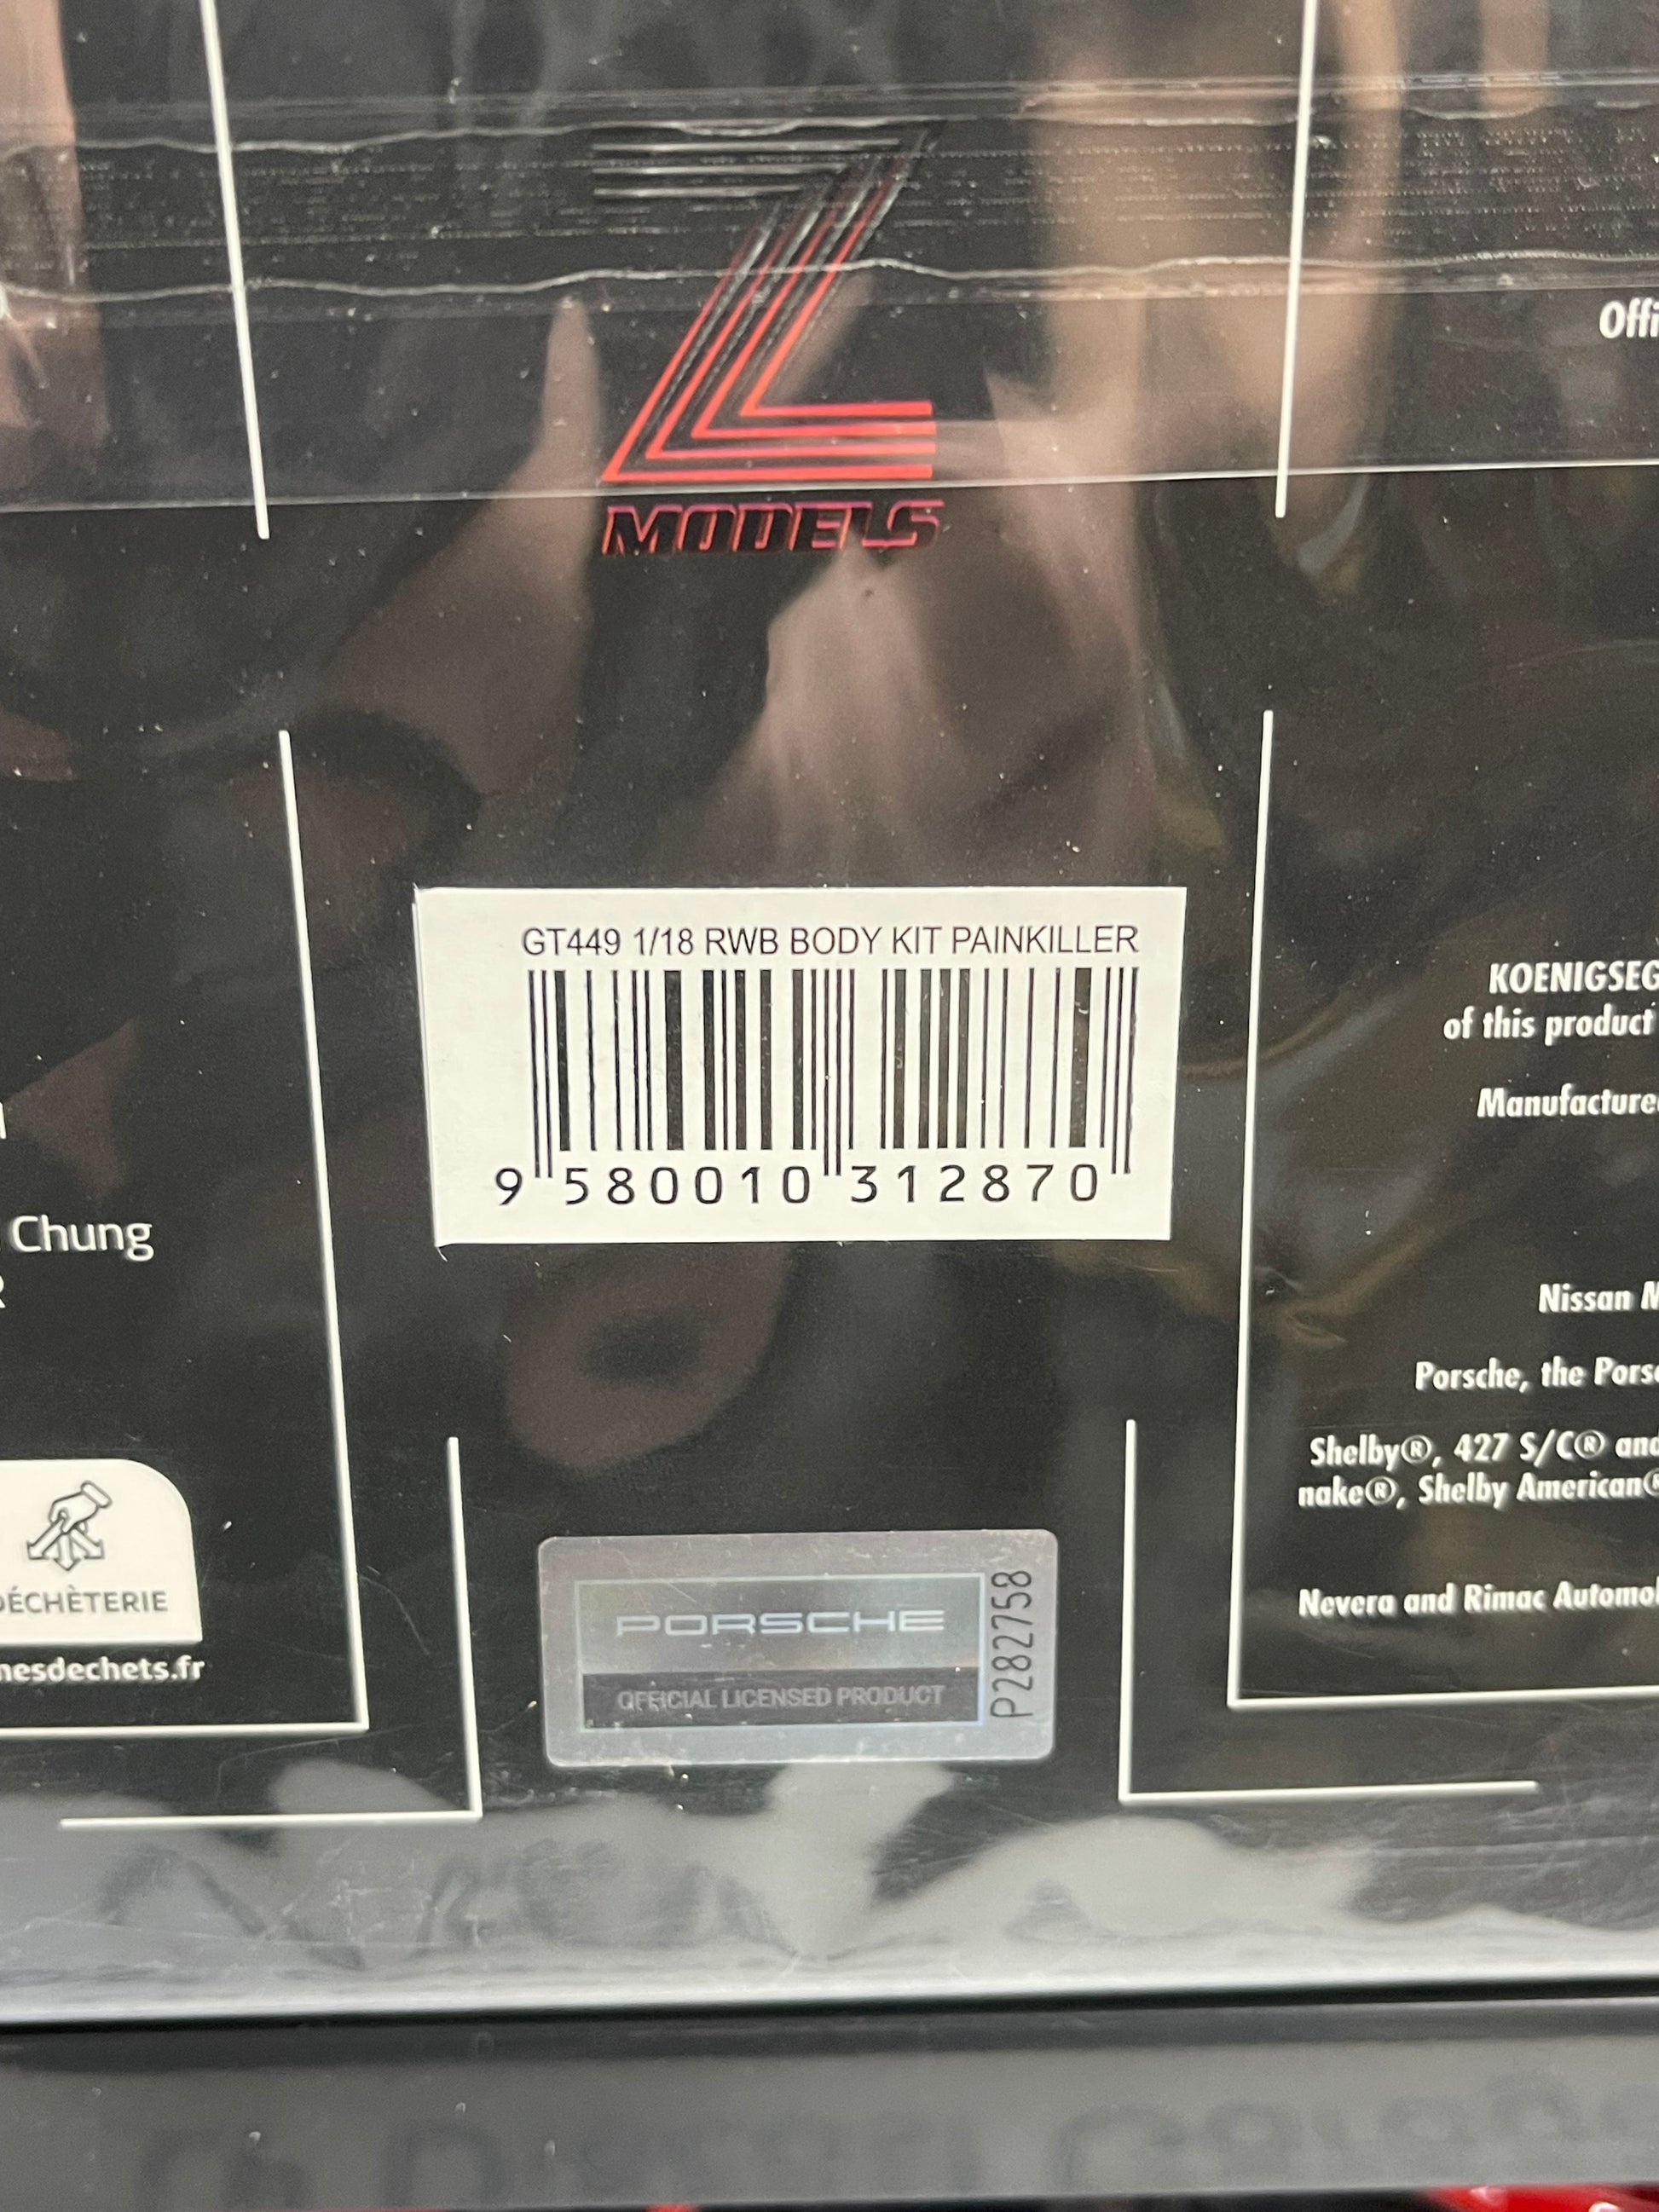 MODELS
Offi
GT449 1/18 RWB BODY KIT PAINKILLER
9 580010 312870
KOENIGSEG
of this product
Manufacture
Chung
Nissan M
Porsche, the Pors
Shelby®, 427 S/C® and
nake®, Shelby American®
DÉCHÈTERIE
nesdechets.fr
Nevera and Rimac Automo
PORSCHE
OFFICIAL LICENSED PRODUCT
P282758